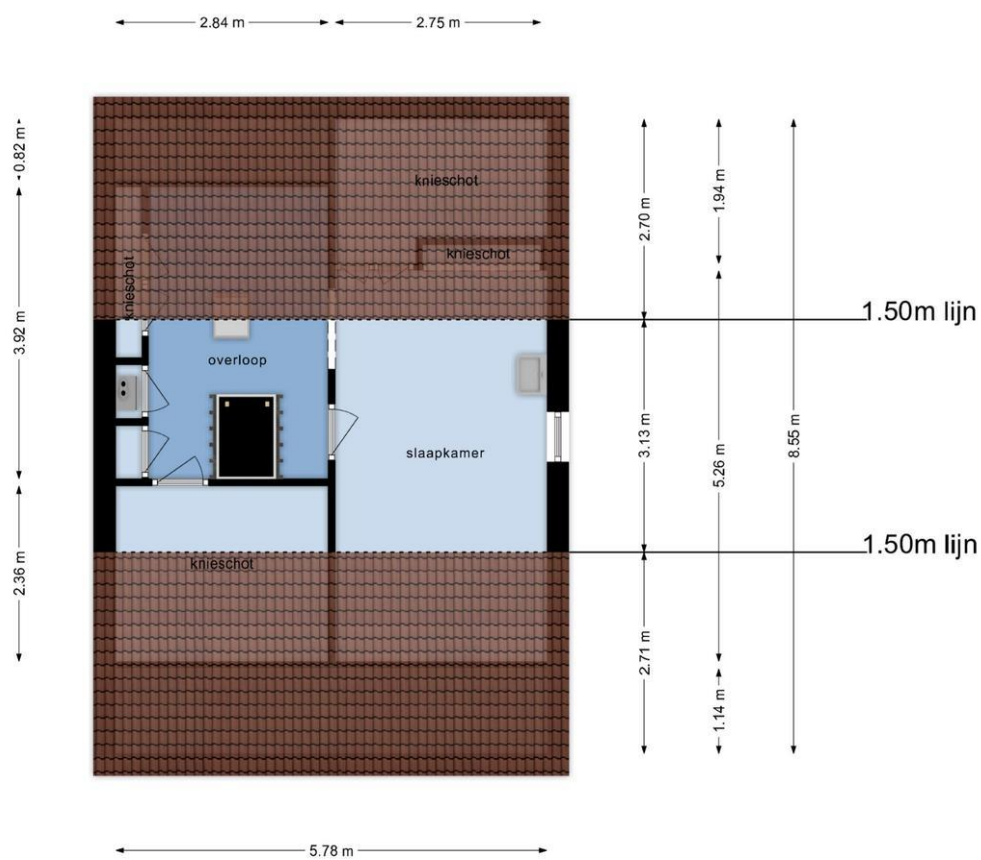 2.84 m
2.75 m
0.82 m
3.92 m
2.36 m
knieschot
knieschot
knieschot
overloop
slaapkamer
knieschot
2.70 m
3.13 m
2.71 m
1.94 m
5.26 m
1.14 m
8.55 m
1.50m lijn
1.50m lijn
5.78 m